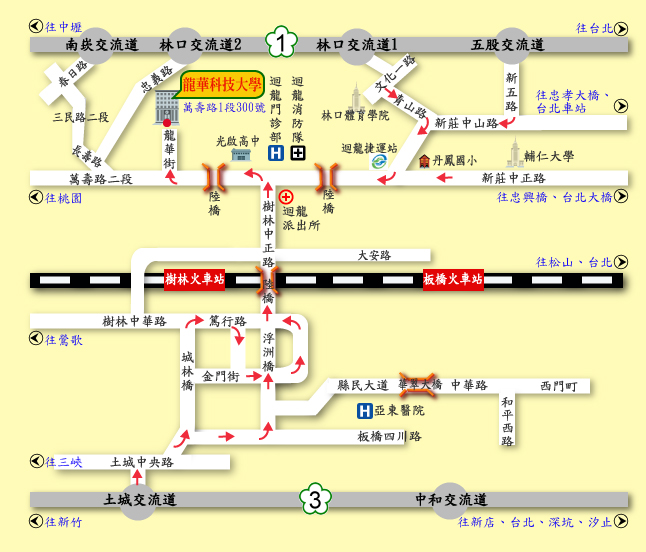 往中壢
往台北
南崁交流道
林口交流道2
1
林口交流道1
五股交流道
春日路
忠義路
龍華科技大學
萬壽路1段300號
迴龍門診部
迴龍消防隊
文化一路
青山路
新五路
往忠孝大橋、
台北車站
三民路二段
林口體育學院
新莊中山路
龍華街
光啟高中
H
迴龍捷運站
丹鳳國小
輔仁大學
長壽路
萬壽路二段
新莊中正路
往桃園
陸橋
樹林中正路
迴龍
派出所
陸橋
往忠興橋、台北大橋
大安路
往松山、台北
樹林火車站
陸橋
板橋火車站
樹林中華路
篤行路
往鶯歌
城林橋
浮洲橋
金門街
縣民大道
華翠大橋
中華路
西門町
H
亞東醫院
和平西路
板橋四川路
往三峽
土城中央路
土城交流道
3
中和交流道
往新竹
往新店、台北、深坑、汐止